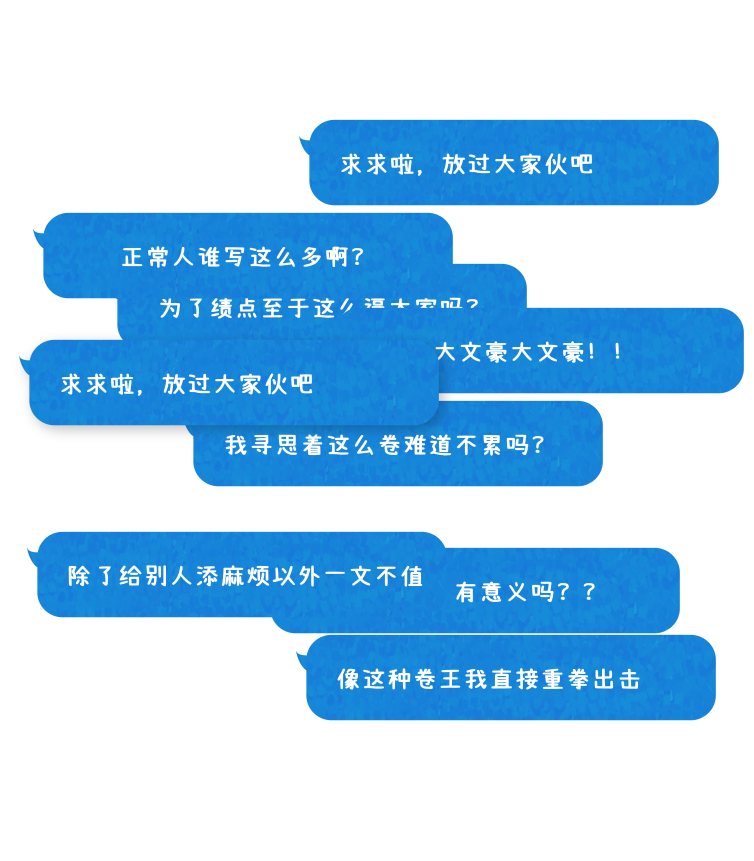 求求啦，放过大家伙吧
正常人谁写这么多啊？
为了绩点至于这么逼大家吗？
大文豪大文豪！！
求求啦，放过大家伙吧
我寻思着这么卷难道不累吗？
除了给别人添麻烦以外一文不值
有意义吗？？
像这种卷王我直接重拳出击